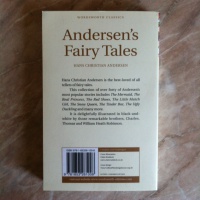 WORDSWORTH CLASSICS
Andersen's
Fairy Tales
HANS CHRISTIAN ANDERSEN
Hans Christian Andersen is the best-loved of all
tellers of fairy tales.
This collection of over forty of Andersen's
most popular stories includes The Mermaid, The
Real Princess, The Red Shoes, The Little Match
Girl, The Snow Queen, The Tinder Box, The Ugly
Duckling and many more.
It is delightfully illustrated in black-and-
white by those remarkable brothers, Charles,
Thomas and William Heath Robinson.